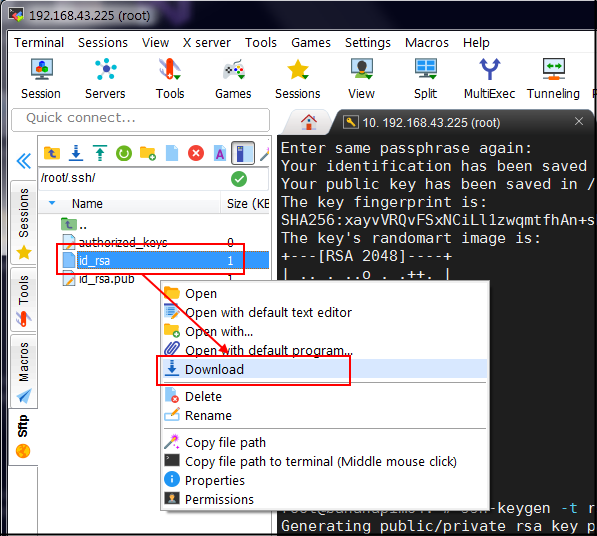 192.168.43.225 (root)
Terminal Sessions View X server Tools Games Settings Macros Help
Session Servers Tools Games Sessions View Split MultiExec Tunneling
Quick connect...
10. 192.168.43.225 (root)
/root/.ssh/
Name Size (KB
..
authorized_keys 0
id_rsa 1
id_rsa.pub 1
Sessions
Tools
Macros
Sftp
Open
Open with default text editor
Open with...
Open with default program...
Download
Delete
Rename
Copy file path
Copy file path to terminal (Middle mouse click)
Properties
Permissions
Enter same passphrase again:
Your identification has been saved
Your public key has been saved in /
The key fingerprint is:
SHA256:xayvVRQvFSxNCiLl1zwqmtfhAn+s
The key's randomart image is:
+---[RSA 2048]----+
| .. . ..o . .++. |
-keygen -t r
Generating public/private rsa key p